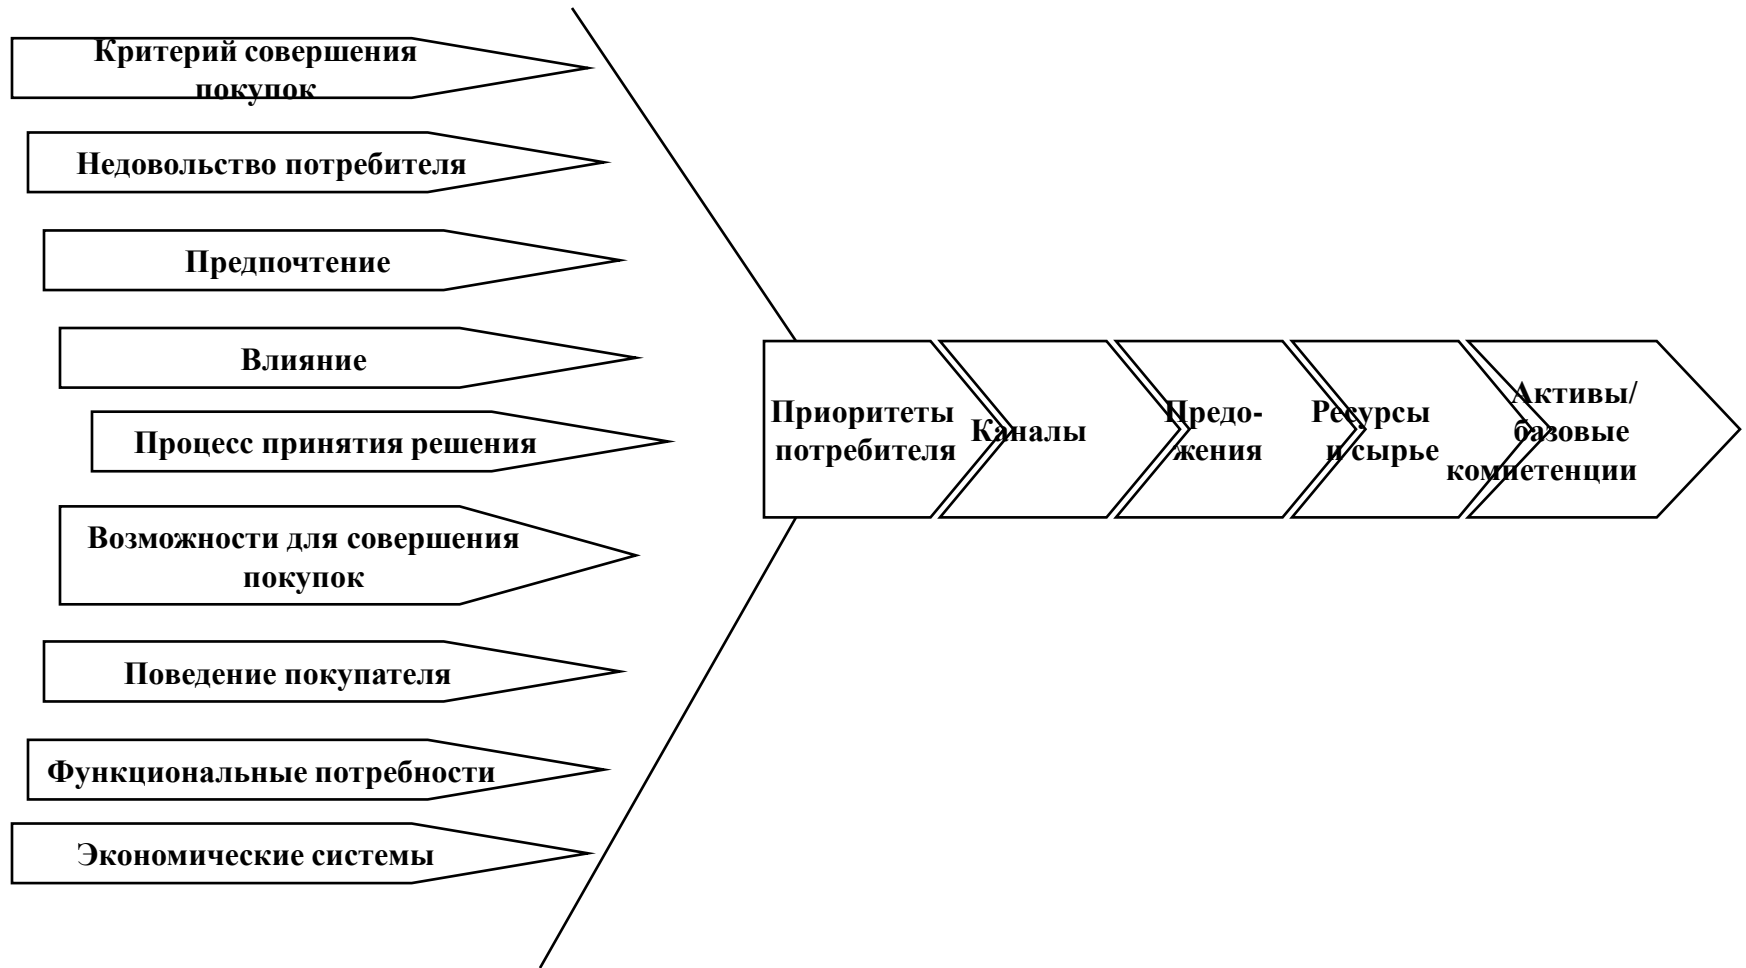 Критерий совершения
покупок
Недовольство потребителя
Предпочтение
Влияние
Процесс принятия решения
Возможности для совершения
покупок
Поведение покупателя
Функциональные потребности
Экономические системы
Приоритеты
потребителя
Каналы
Предо-
жения
Ресурсы
и сырье
Активы/
базовые
компетенции